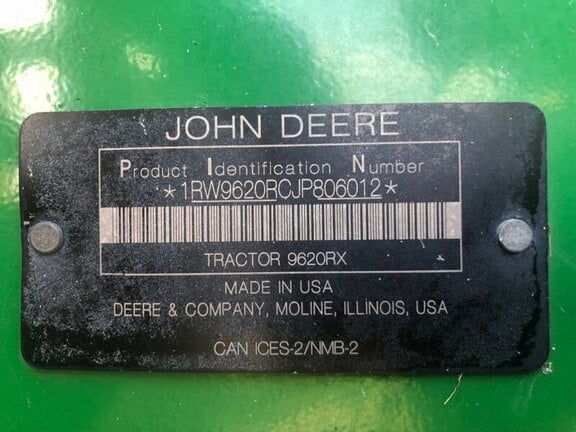 JOHN DEERE
Product Identification Number
*1RW9620RCJP806012*
TRACTOR 9620RX
MADE IN USA
DEERE & COMPANY, MOLINE, ILLINOIS, USA
CAN ICES-2/NMB-2